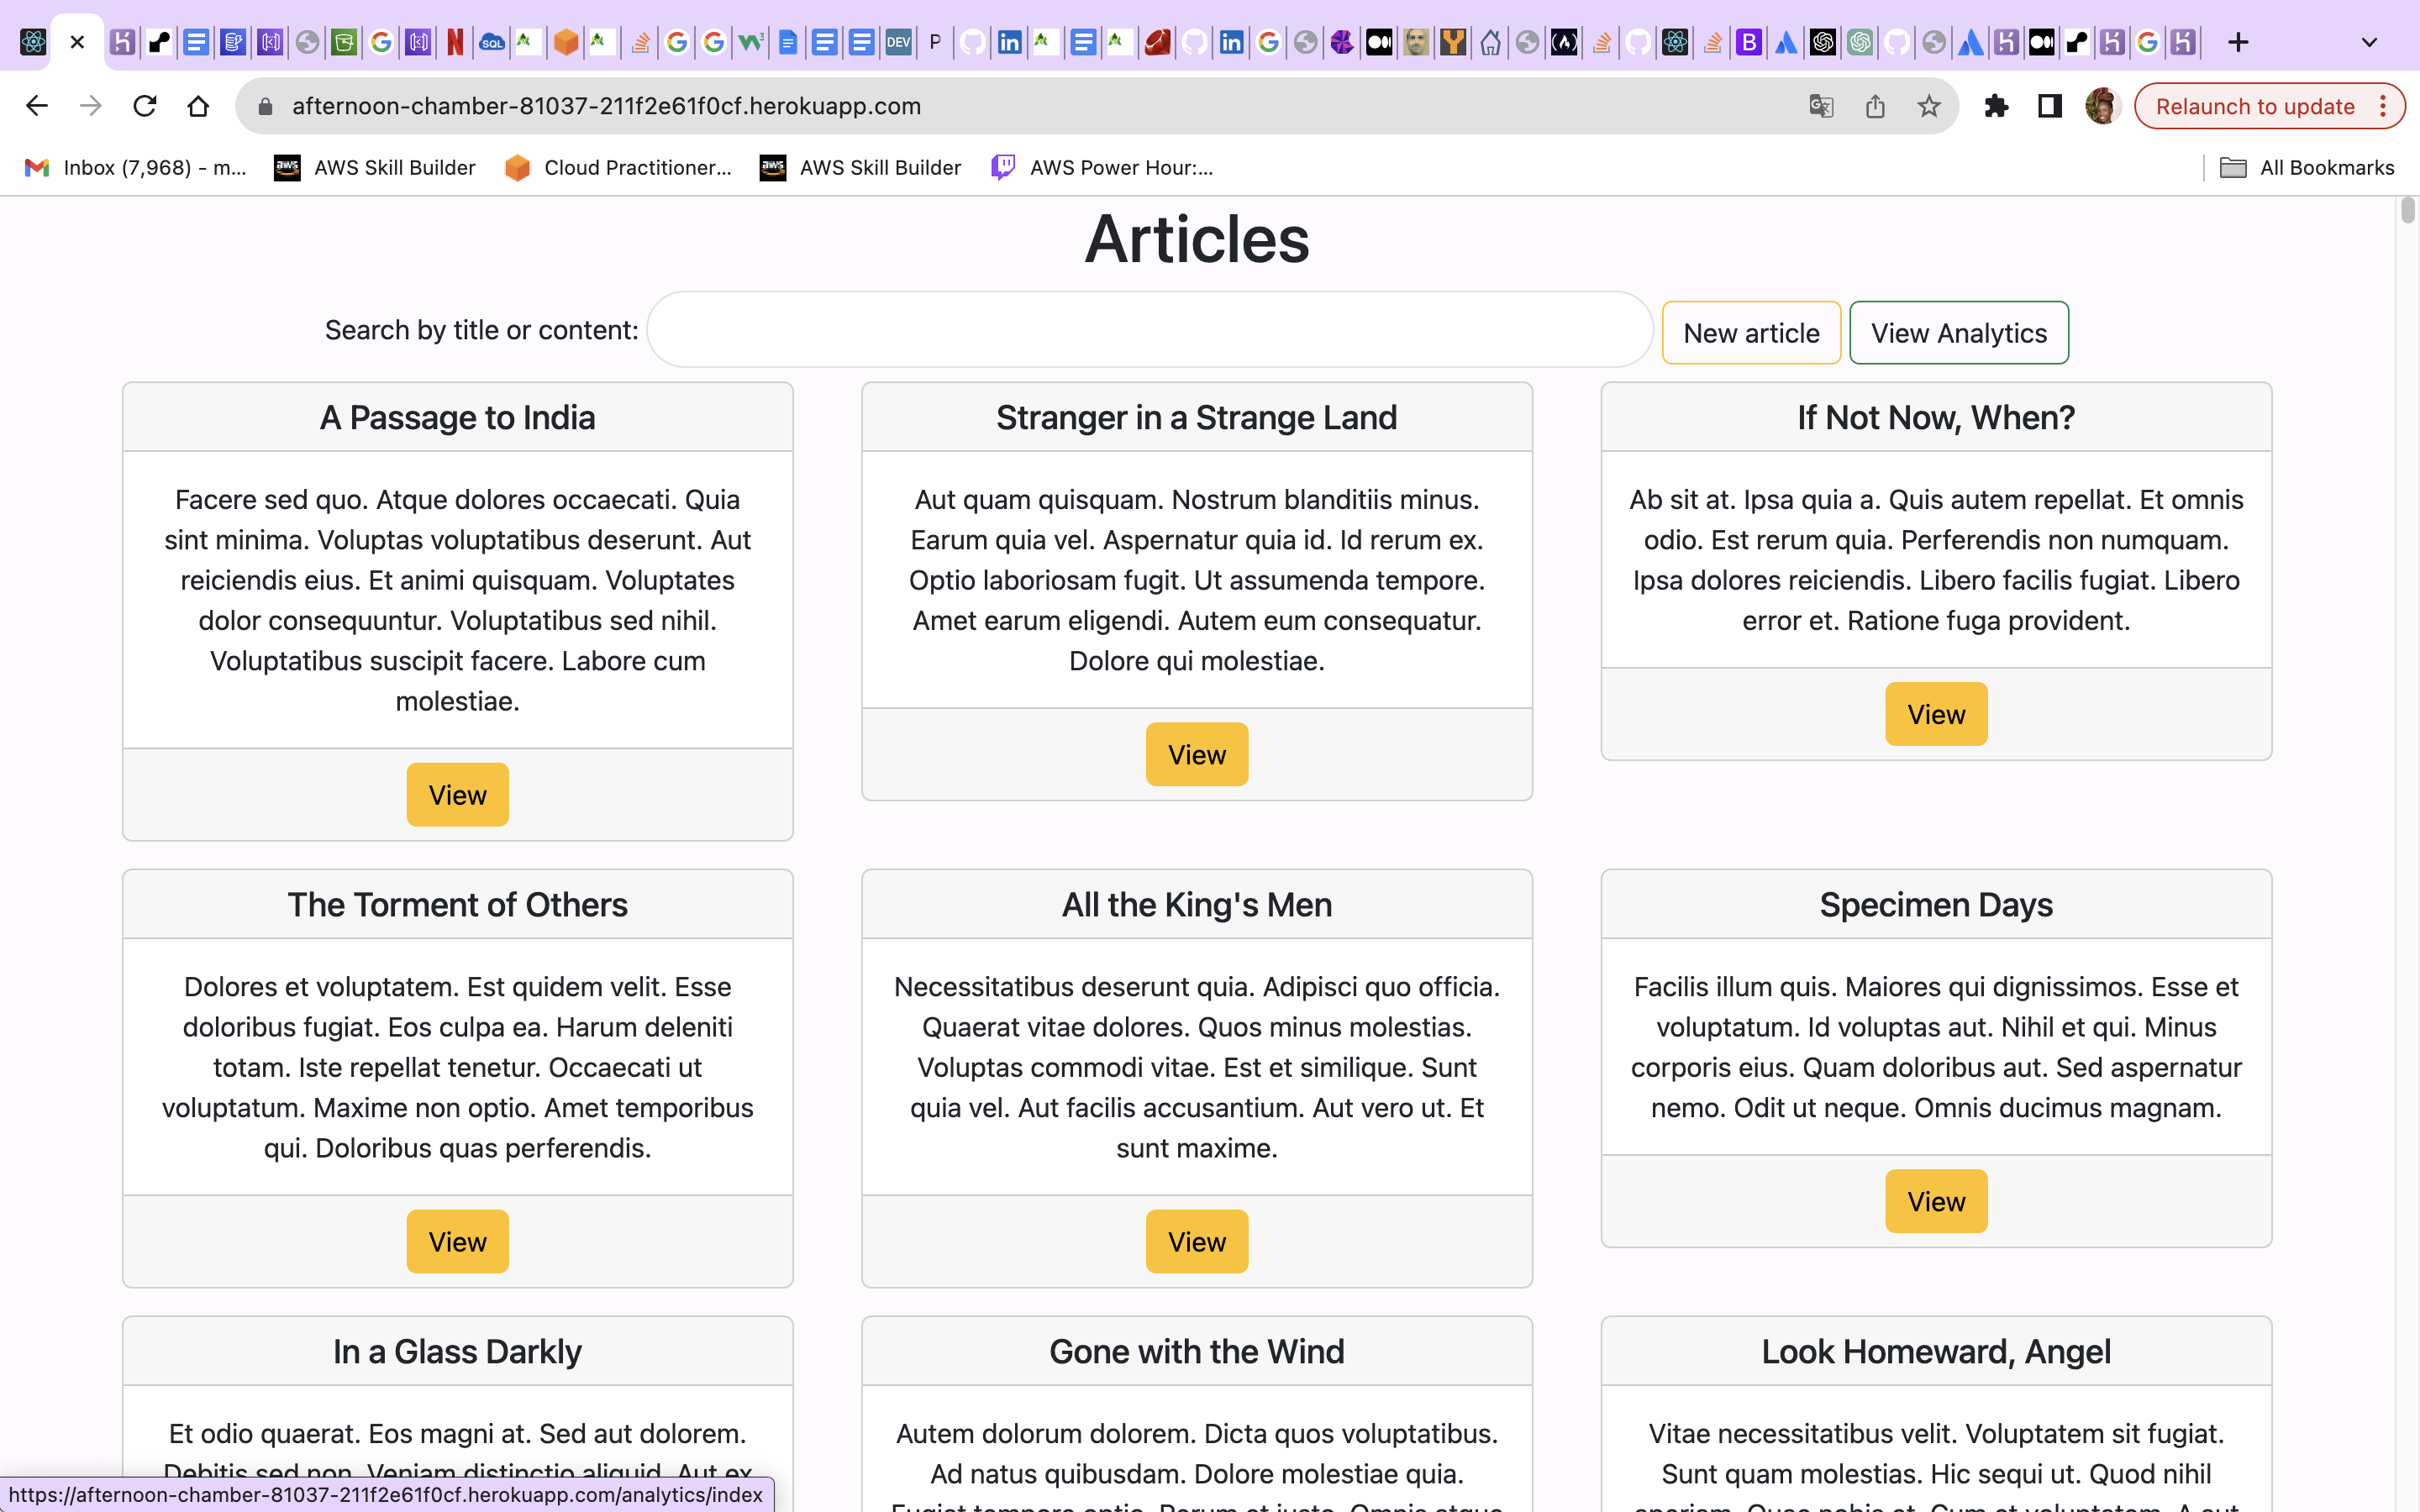 DEV
P
afternoon-chamber-81037-211f2e61f0cf.herokuapp.com
Relaunch to update
Inbox (7,968) - m...
AWS Skill Builder
Cloud Practitioner...
AWS Skill Builder
AWS Power Hour:...
All Bookmarks
Articles
Search by title or content:
New article
View Analytics
A Passage to India
Facere sed quo. Atque dolores occaecati. Quia
sint minima. Voluptas voluptatibus deserunt. Aut
reiciendis eius. Et animi quisquam. Voluptates
dolor consequuntur. Voluptatibus sed nihil.
Voluptatibus suscipit facere. Labore cum
molestiae.
View
Stranger in a Strange Land
Aut quam quisquam. Nostrum blanditiis minus.
Earum quia vel. Aspernatur quia id. Id rerum ex.
Optio laboriosam fugit. Ut assumenda tempore.
Amet earum eligendi. Autem eum consequatur.
Dolore qui molestiae.
View
If Not Now, When?
Ab sit at. Ipsa quia a. Quis autem repellat. Et omnis
odio. Est rerum quia. Perferendis non numquam.
Ipsa dolores reiciendis. Libero facilis fugiat. Libero
error et. Ratione fuga provident.
View
The Torment of Others
Dolores et voluptatem. Est quidem velit. Esse
doloribus fugiat. Eos culpa ea. Harum deleniti
totam. Iste repellat tenetur. Occaecati ut
voluptatum. Maxime non optio. Amet temporibus
qui. Doloribus quas perferendis.
View
All the King's Men
Necessitatibus deserunt quia. Adipisci quo officia.
Quaerat vitae dolores. Quos minus molestias.
Voluptas commodi vitae. Est et similique. Sunt
quia vel. Aut facilis accusantium. Aut vero ut. Et
sunt maxime.
View
Specimen Days
Facilis illum quis. Maiores qui dignissimos. Esse et
voluptatum. Id voluptas aut. Nihil et qui. Minus
corporis eius. Quam doloribus aut. Sed aspernatur
nemo. Odit ut neque. Omnis ducimus magnam.
View
In a Glass Darkly
Et odio quaerat. Eos magni at. Sed aut dolorem.
Debitis sed non. Veniam distinctio aliquid. Aut ex
Gone with the Wind
Autem dolorum dolorem. Dicta quos voluptatibus.
Ad natus quibusdam. Dolore molestiae quia.
Look Homeward, Angel
Vitae necessitatibus velit. Voluptatem sit fugiat.
Sunt quam molestias. Hic sequi ut. Quod nihil
https://afternoon-chamber-81037-211f2e61f0cf.herokuapp.com/analytics/index